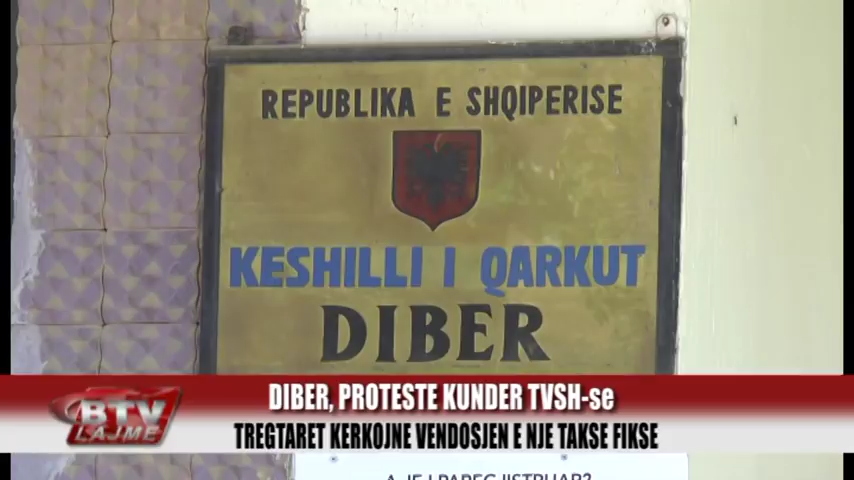 REPUBLIKA E SHQIPERISE
KESHILLI I QARKUT
DIBER
DIBER, PROTESTE KUNDER TVSH-se
BTV
LAJME
TREGTARET KERKOJNE VENDOSJEN E NJE TAKSE FIKSE